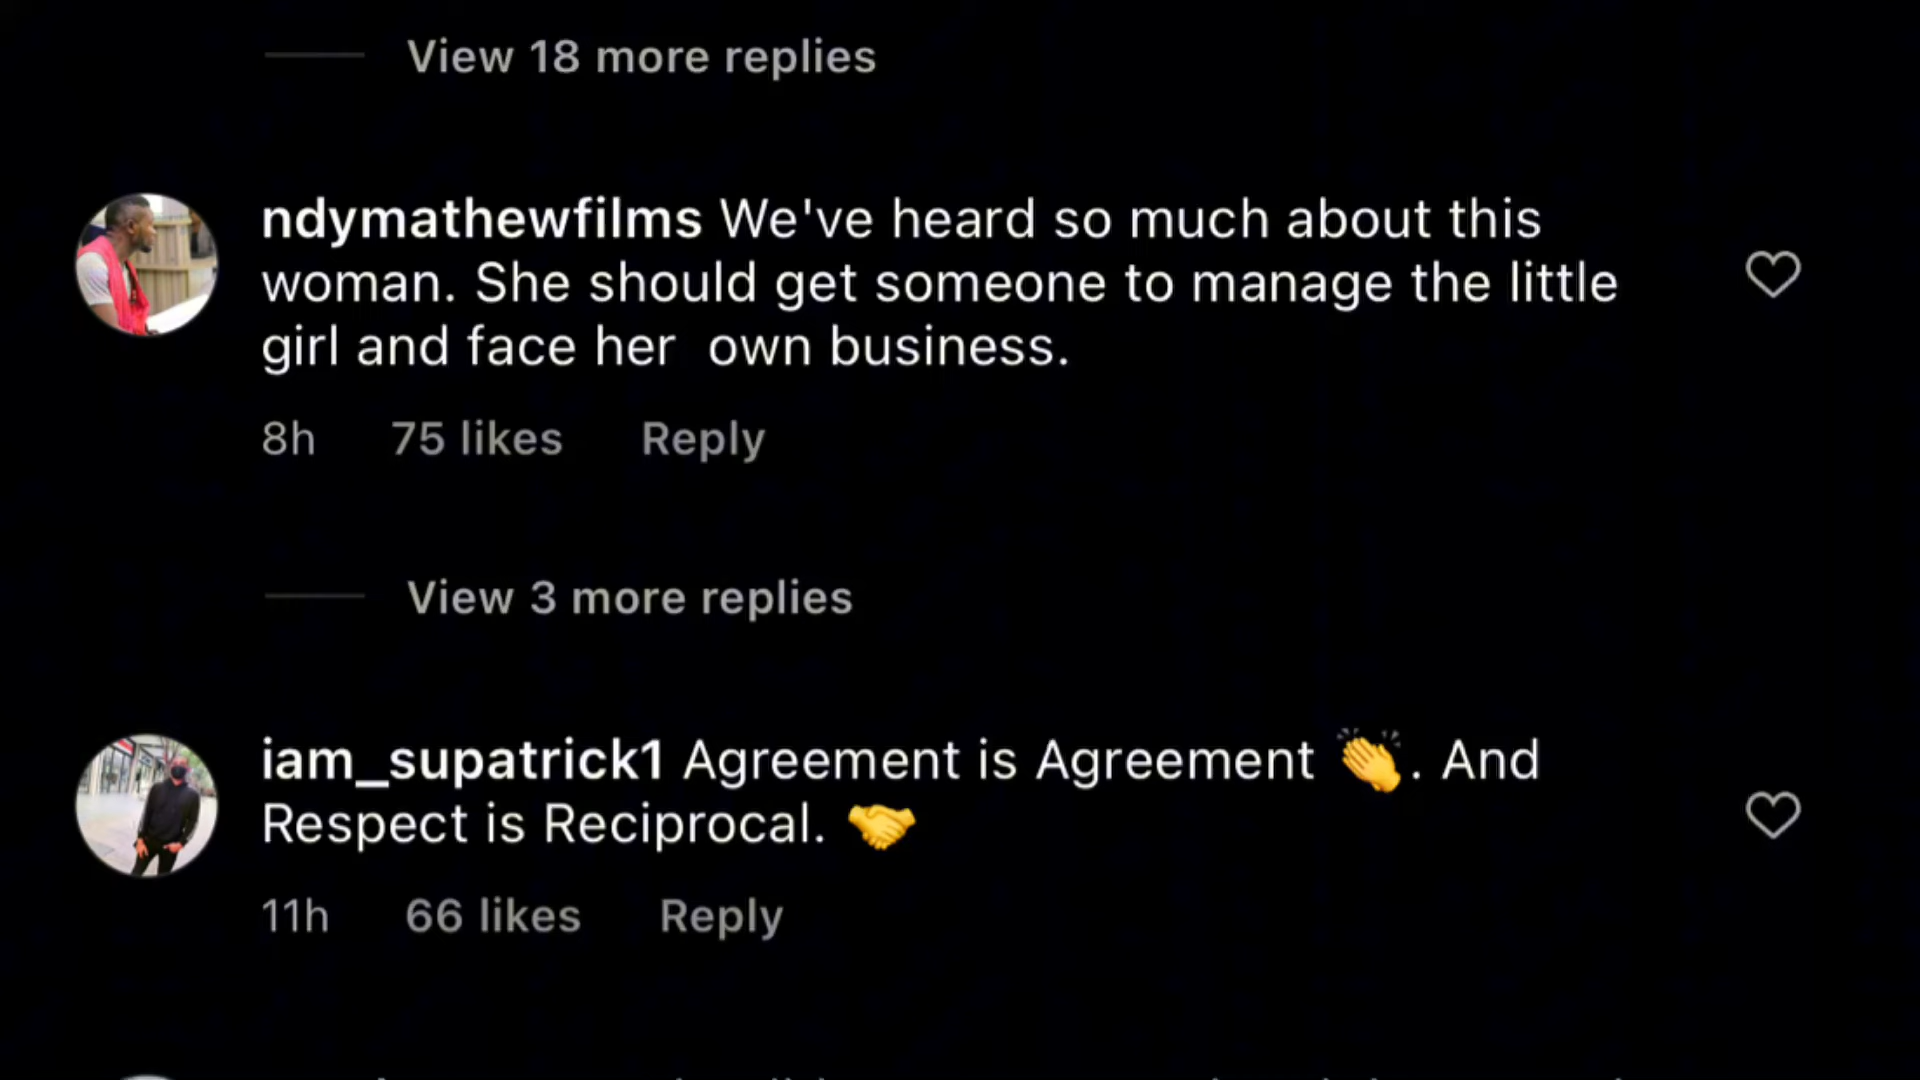 View 18 more replies
ndymathewfilms We've heard so much about this
woman. She should get someone to manage the little
girl and face her  own business.
8h 75 likes Reply
View 3 more replies
iam_supatrick1 Agreement is Agreement 👏. And
Respect is Reciprocal. 🤝
11h 66 likes Reply